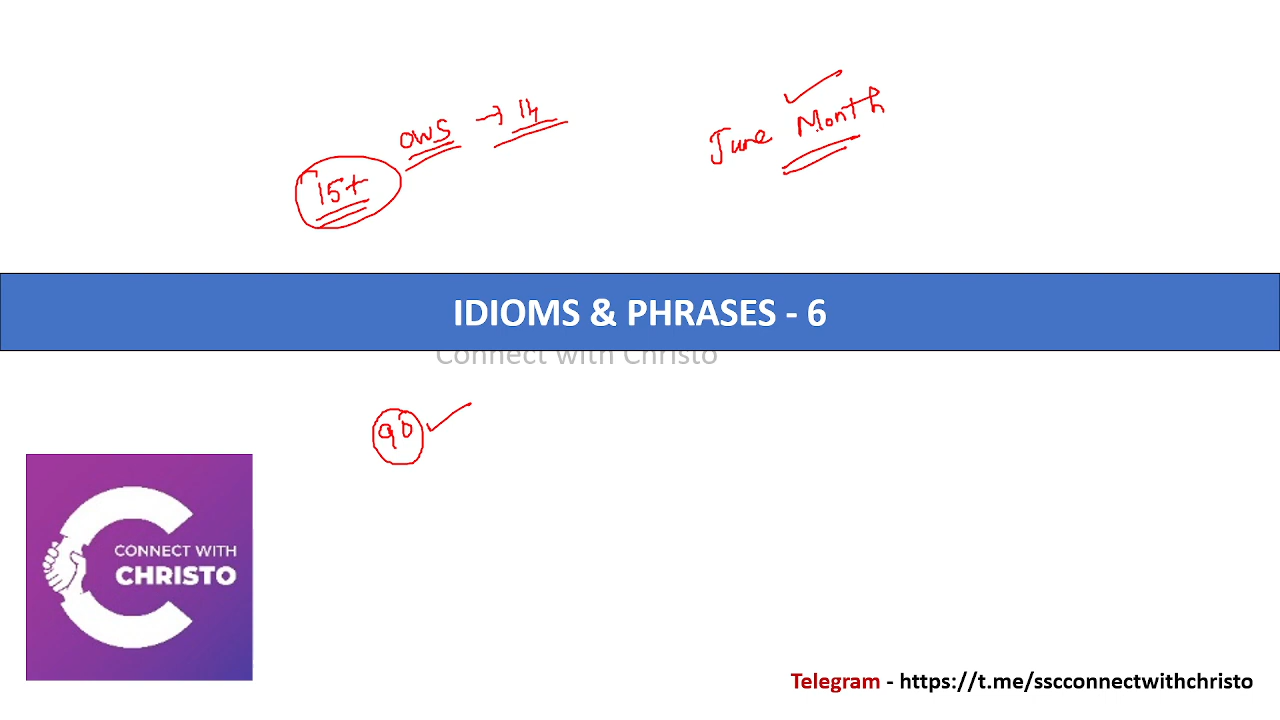 June Month
OWS → 14
15+
IDIOMS & PHRASES - 6
Connect with Christo
90
CONNECT WITH
CHRISTO
Telegram - https://t.me/sscconnectwithchristo